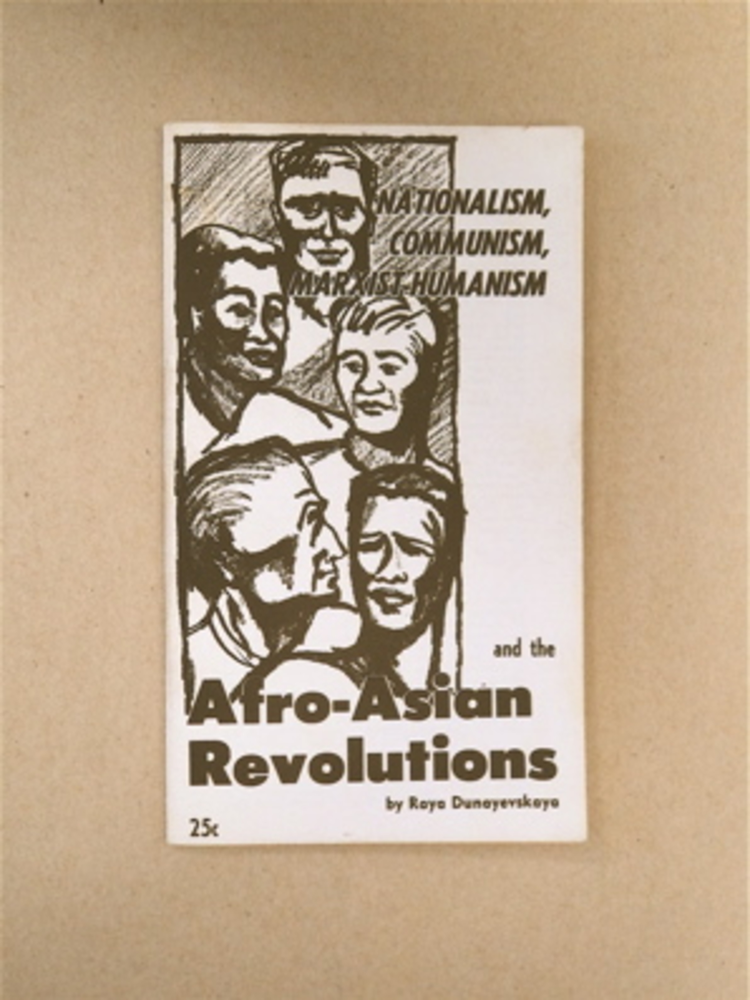 NATIONALISM,
COMMUNISM,
MARXIST-HUMANISM
and the
Afro-Asian
Revolutions
by Raya Dunayevskaya
25¢